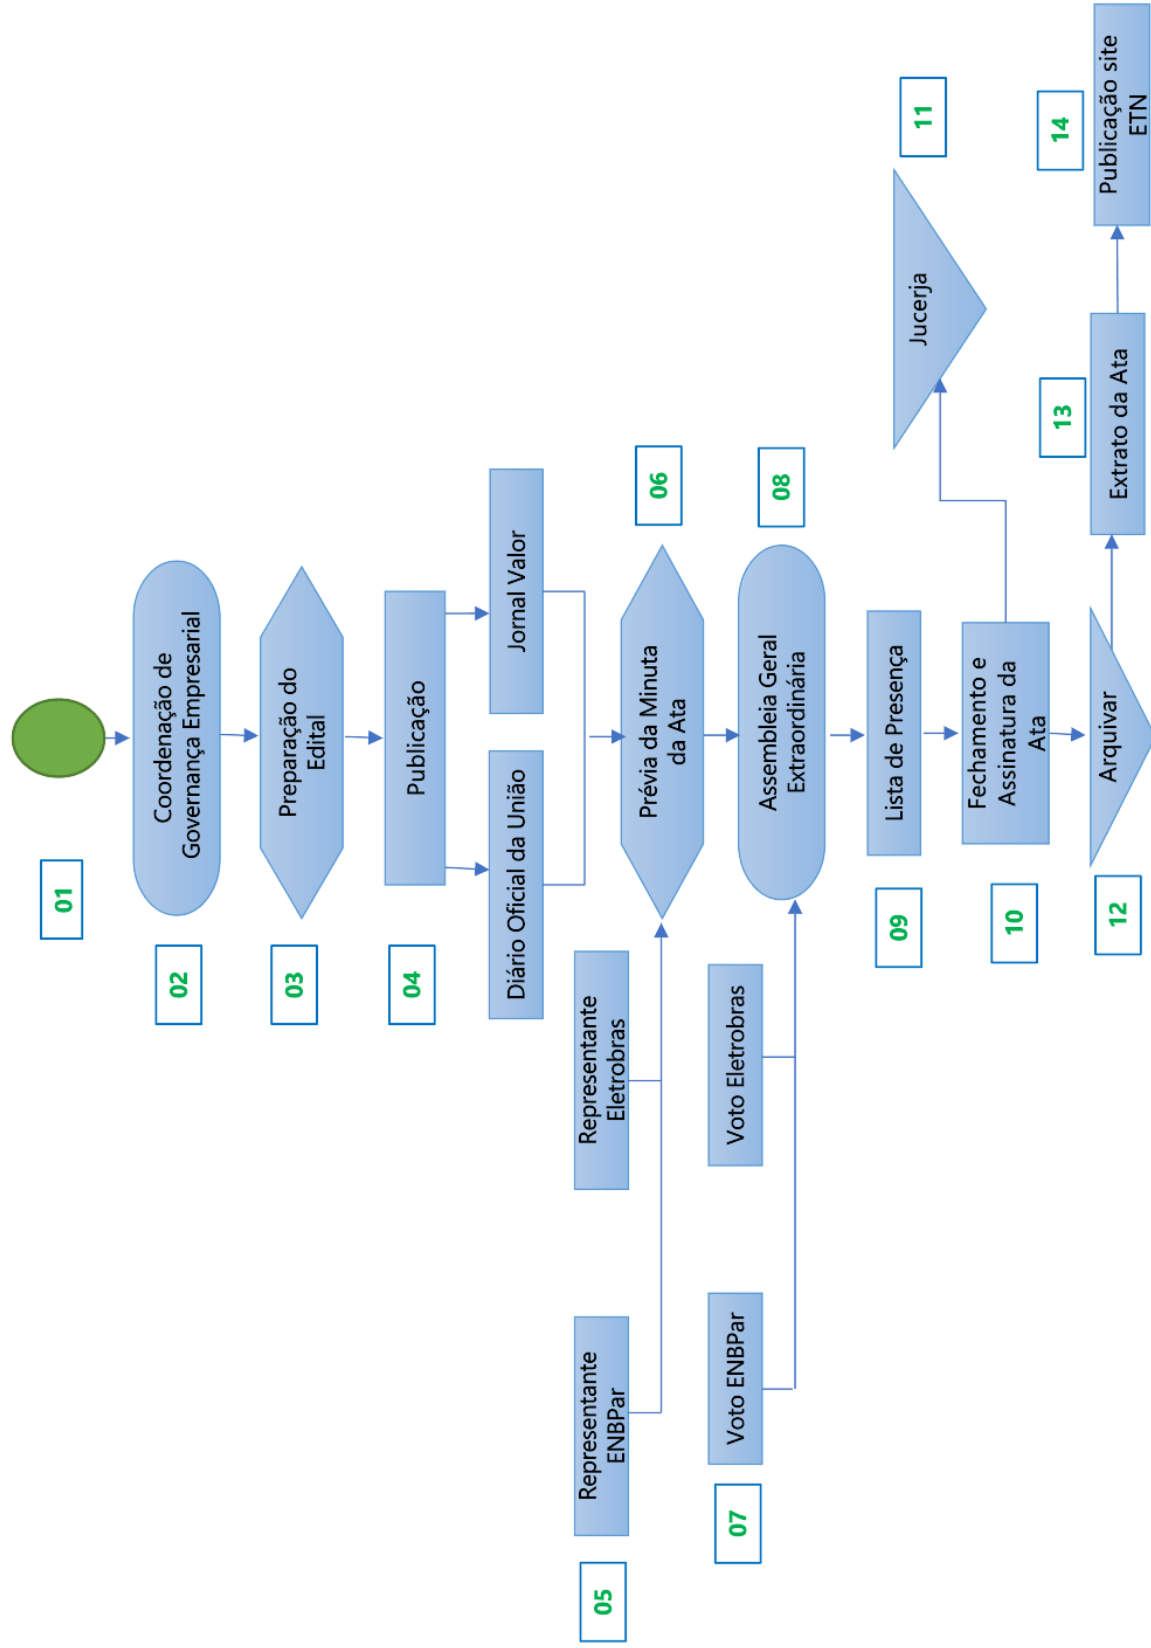 01
02
Coordenação de
Governança Empresarial
03
Preparação do
Edital
04
Publicação
Diário Oficial da União
Jornal Valor
05
Representante
ENBPar
Representante
Eletrobras
Prévia da Minuta
da Ata
06
07
Voto ENBPar
Voto Eletrobras
Assembleia Geral
Extraordinária
08
09
Lista de Presença
10
Fechamento e
Assinatura da
Ata
Jucerja
11
12
Arquivar
Extrato da Ata
13
Publicação site
ETN
14